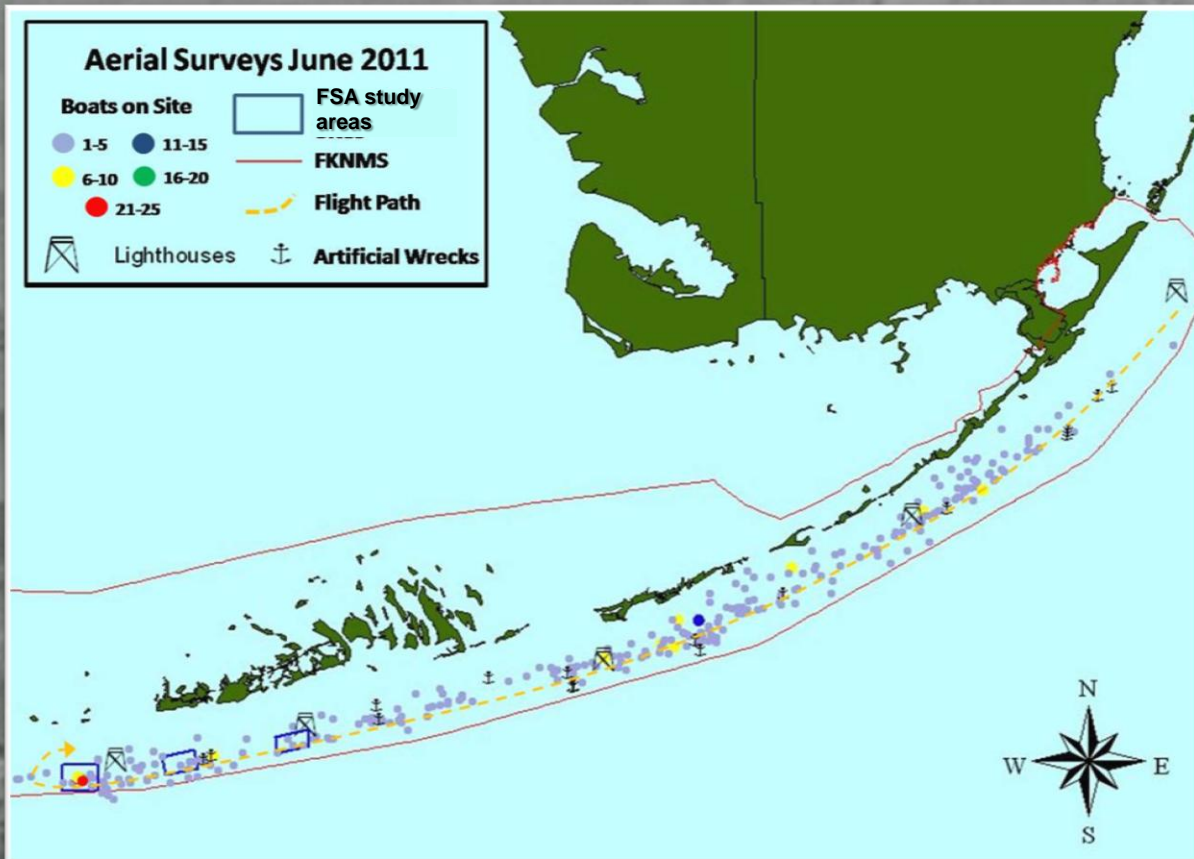 Aerial Surveys June 2011
Boats on Site
1-5
11-15
6-10
16-20
21-25
FSA study
areas
FKNMS
Flight Path
Lighthouses
Artificial Wrecks
N
W
E
S